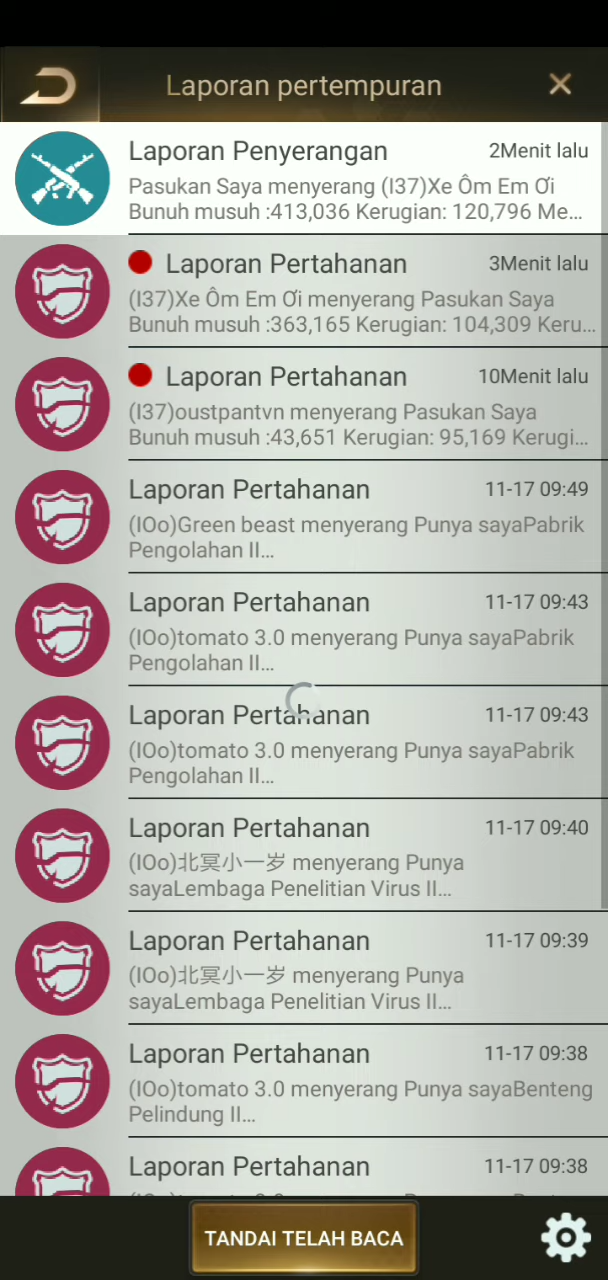 Laporan pertempuran
Laporan Penyerangan 2Menit lalu
Pasukan Saya menyerang (I37)Xe Ôm Em Ơi
Bunuh musuh :413,036 Kerugian: 120,796 Me...
Laporan Pertahanan 3Menit lalu
(I37)Xe Ôm Em Ơi menyerang Pasukan Saya
Bunuh musuh :363,165 Kerugian: 104,309 Keru...
Laporan Pertahanan 10Menit lalu
(I37)oustpantvn menyerang Pasukan Saya
Bunuh musuh :43,651 Kerugian: 95,169 Kerugi...
Laporan Pertahanan 11-17 09:49
(IOo)Green beast menyerang Punya sayaPabrik
Pengolahan II...
Laporan Pertahanan 11-17 09:43
(IOo)tomato 3.0 menyerang Punya sayaPabrik
Pengolahan II...
Laporan Pertahanan 11-17 09:43
(IOo)tomato 3.0 menyerang Punya sayaPabrik
Pengolahan II...
Laporan Pertahanan 11-17 09:40
(IOo)北冥小一岁 menyerang Punya
sayaLembaga Penelitian Virus II...
Laporan Pertahanan 11-17 09:39
(IOo)北冥小一岁 menyerang Punya
sayaLembaga Penelitian Virus II...
Laporan Pertahanan 11-17 09:38
(IOo)tomato 3.0 menyerang Punya sayaBenteng
Pelindung II...
Laporan Pertahanan 11-17 09:38
TANDAI TELAH BACA